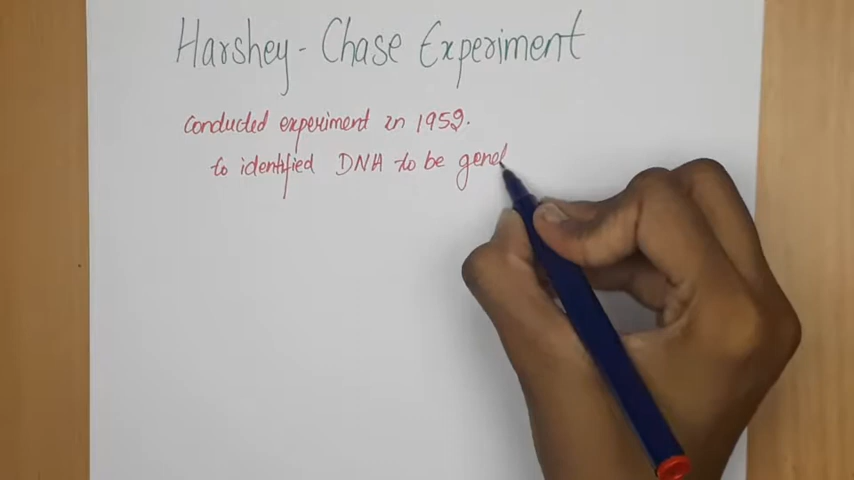 Harshey - Chase Experiment
Conducted experiment in 1952.
to identified DNA to be